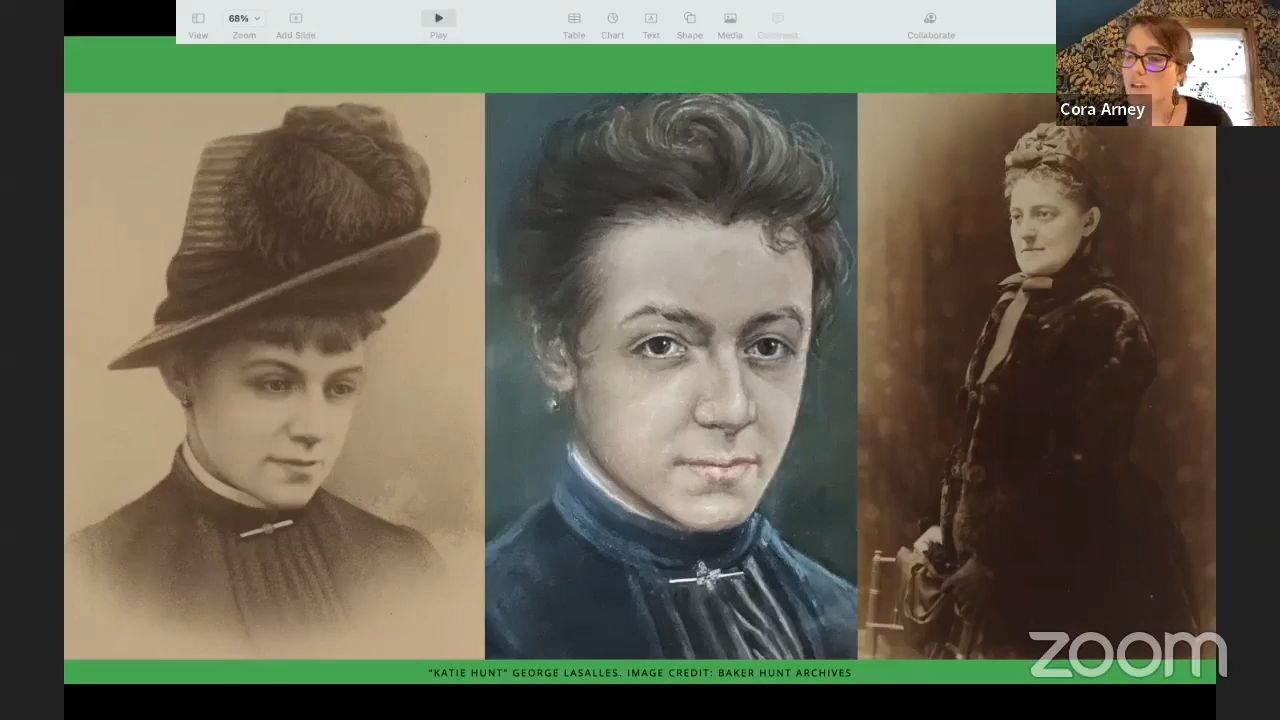 68%
View
Zoom
Add Slide
Play
Table
Chart
Text
Shape
Media
Comment
Collaborate
Cora Arney
"KATIE HUNT" GEORGE LASALLES. IMAGE CREDIT: BAKER HUNT ARCHIVES
zoom